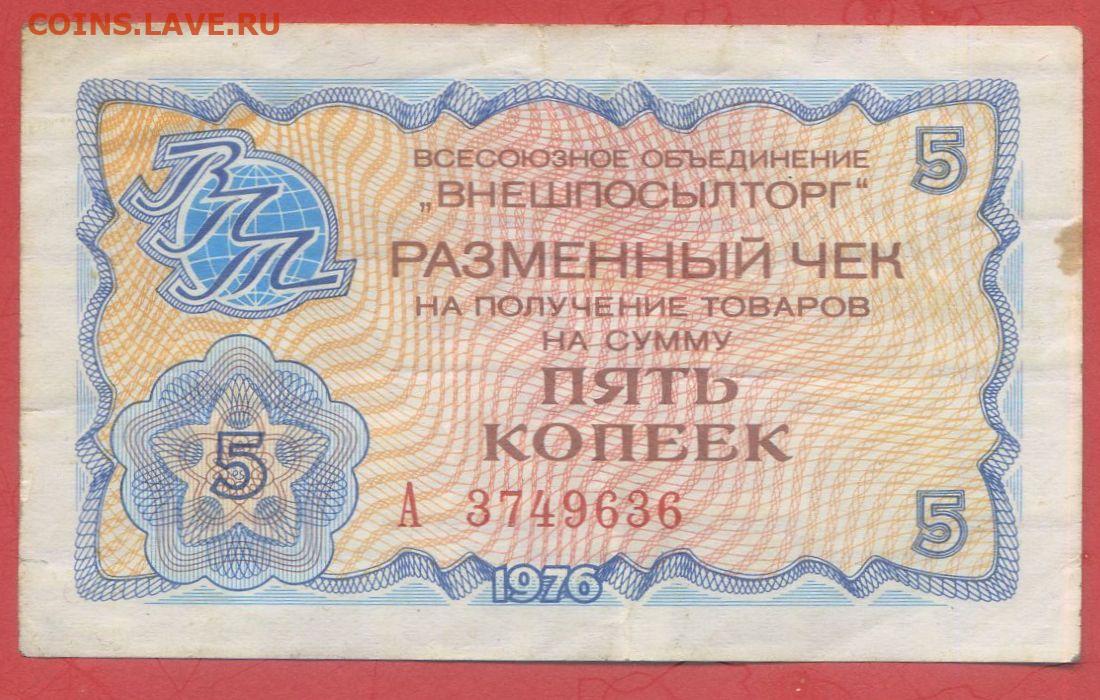 COINS.LAVE.RU
ВПТ
ВСЕСОЮЗНОЕ ОБЪЕДИНЕНИЕ
„ВНЕШПОСЫЛТОРГ“
5
РАЗМЕННЫЙ ЧЕК
НА ПОЛУЧЕНИЕ ТОВАРОВ
НА СУММУ
ПЯТЬ
КОПЕЕК
5
А 3749636
5
1976